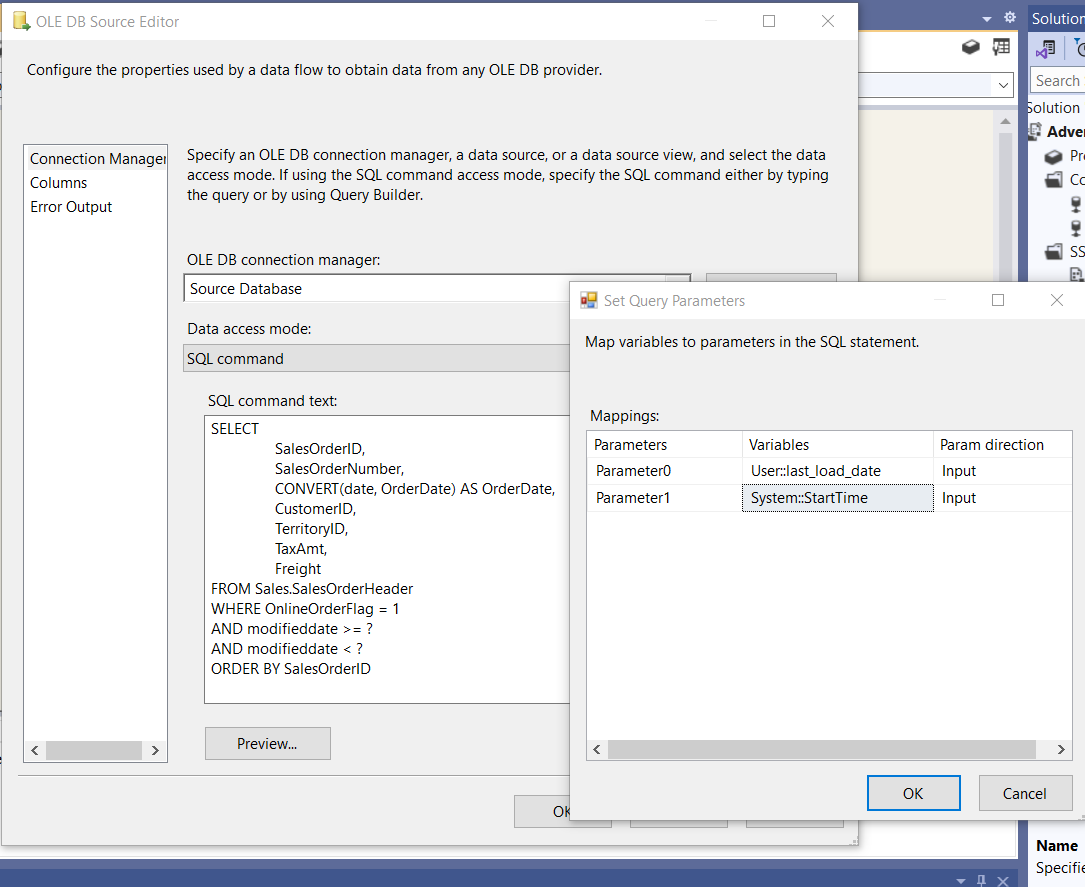 OLE DB Source Editor
Solution
Configure the properties used by a data flow to obtain data from any OLE DB provider.
Search
Solution
Adven
Pr
Co
SS
Connection Manager
Columns
Error Output
Specify an OLE DB connection manager, a data source, or a data source view, and select the data
access mode. If using the SQL command access mode, specify the SQL command either by typing
the query or by using Query Builder.
OLE DB connection manager:
Source Database
Data access mode:
SQL command
SQL command text:
SELECT
SalesOrderID,
SalesOrderNumber,
CONVERT(date, OrderDate) AS OrderDate,
CustomerID,
TerritoryID,
TaxAmt,
Freight
FROM Sales.SalesOrderHeader
WHERE OnlineOrderFlag = 1
AND modifieddate >= ?
AND modifieddate < ?
ORDER BY SalesOrderID
Preview...
OK
Set Query Parameters
Map variables to parameters in the SQL statement.
Mappings:
Parameters Variables Param direction
Parameter0 User::last_load_date Input
Parameter1 System::StartTime Input
OK Cancel
Name
Specifie